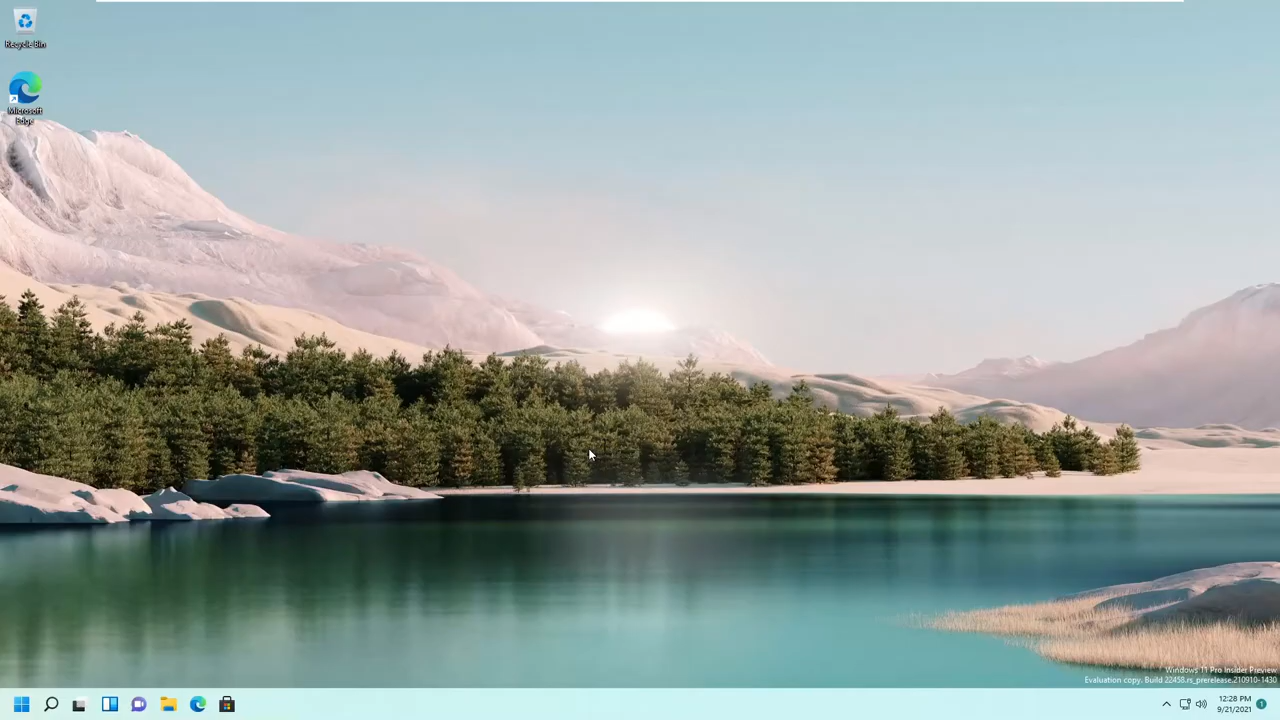 Recycle Bin
Microsoft
Edge
Windows 11 Pro Insider Preview
Evaluation copy. Build 22458.rs_prerelease.210910-1430
12:28 PM
9/21/2021
1